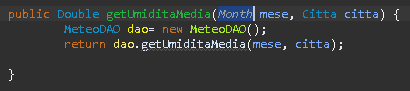 public Double getUmiditaMedia(Month mese, Citta citta) {
MeteoDAO dao= new MeteoDAO();
return dao.getUmiditaMedia(mese, citta);
}